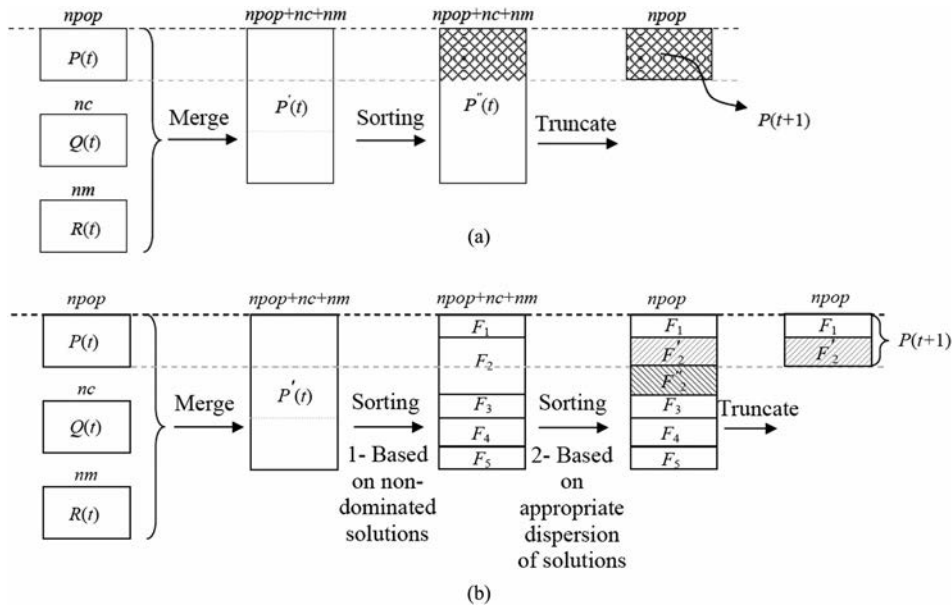 npop
npop+nc+nm
npop+nc+nm
npop
P(t)
nc
Q(t)
nm
R(t)
Merge
P'(t)
Sorting
P''(t)
Truncate
P(t+1)
(a)
npop
npop+nc+nm
npop+nc+nm
npop
npop
P(t)
nc
Q(t)
nm
R(t)
Merge
P'(t)
Sorting
1- Based
on non-
dominated
solutions
F1
F2
F3
F4
F5
Sorting
2- Based on
appropriate
dispersion
of solutions
F1
F'2
F''2
F3
F4
F5
Truncate
F1
F'2
P(t+1)
(b)